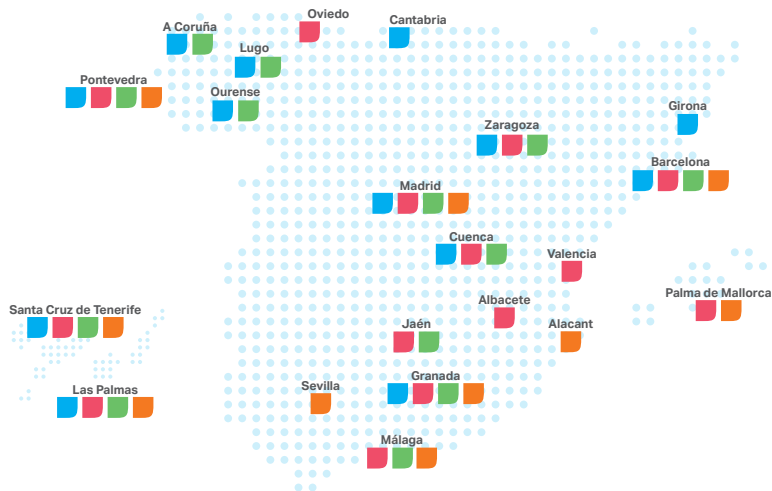 Oviedo
Cantabria
A Coruña
Lugo
Pontevedra
Ourense
Girona
Zaragoza
Barcelona
Madrid
Cuenca
Valencia
Palma de Mallorca
Albacete
Santa Cruz de Tenerife
Jaén
Alacant
Granada
Sevilla
Las Palmas
Málaga